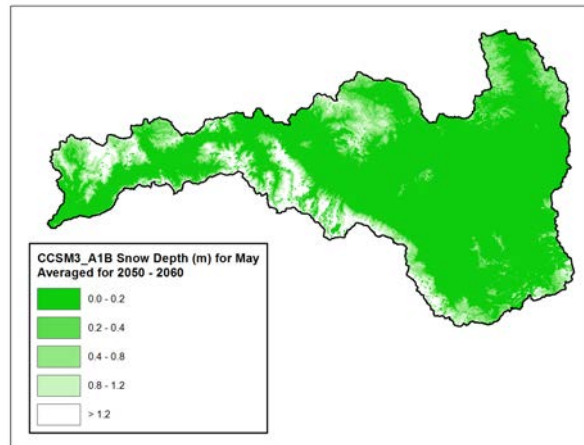 CCSM3_A1B Snow Depth (m) for May
Averaged for 2050 - 2060
0.0 - 0.2
0.2 - 0.4
0.4 - 0.8
0.8 - 1.2
> 1.2